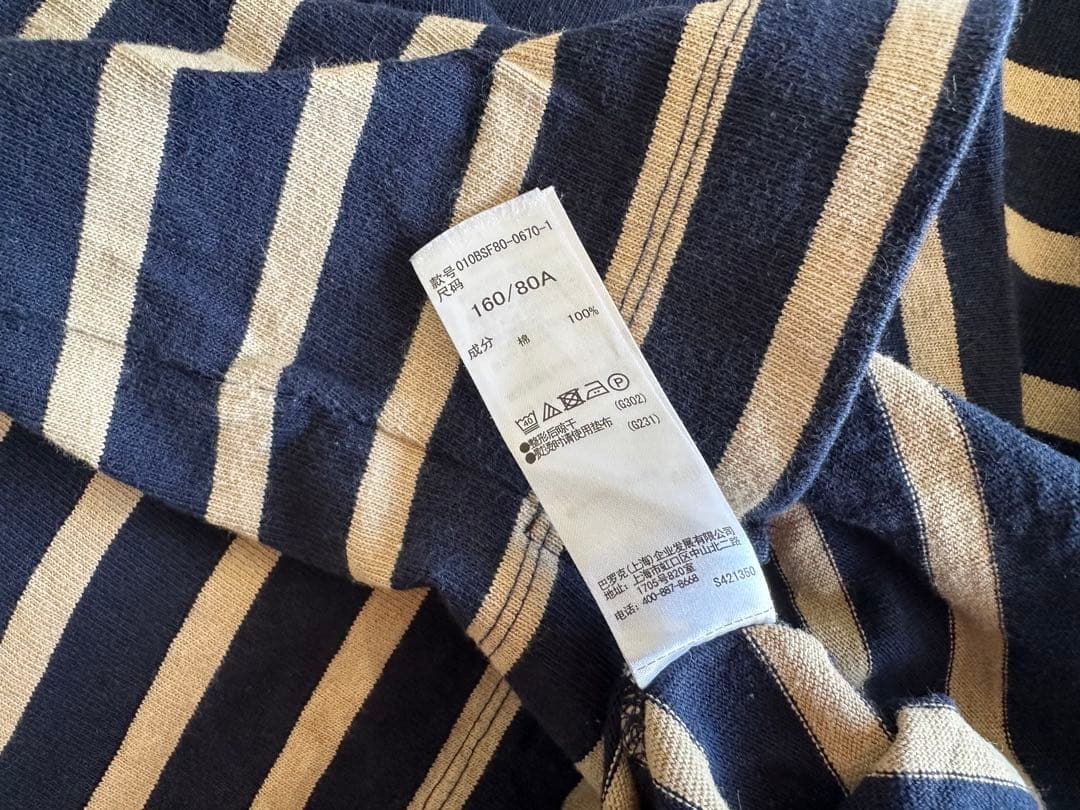 款号 010BSF80-0670-1
尺码
160/80A
成分 棉 100%
40
P
●整形后晾干 (G302)
●熨烫时请使用垫布 (G231)
巴罗克(上海)企业发展有限公司
地址: 上海市虹口区中山北二路
1705号820室
电话: 400-887-8668 S421350